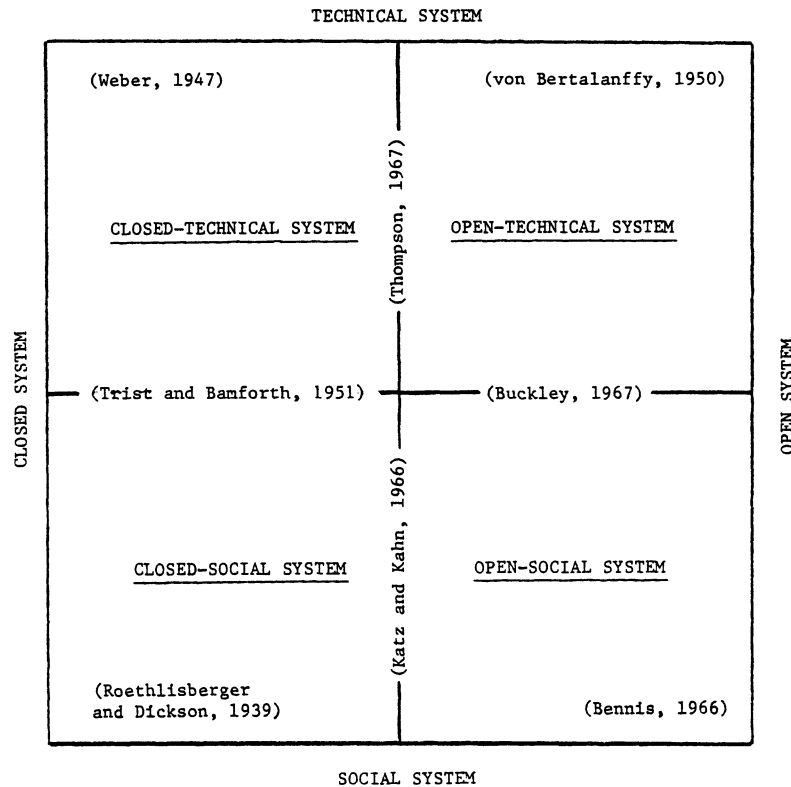 TECHNICAL SYSTEM
(Weber, 1947)
(von Bertalanffy, 1950)
(Thompson, 1967)
CLOSED-TECHNICAL SYSTEM
OPEN-TECHNICAL SYSTEM
CLOSED SYSTEM
(Trist and Bamforth, 1951)
(Buckley, 1967)
OPEN SYSTEM
(Katz and Kahn, 1966)
CLOSED-SOCIAL SYSTEM
OPEN-SOCIAL SYSTEM
(Roethlisberger
and Dickson, 1939)
(Bennis, 1966)
SOCIAL SYSTEM